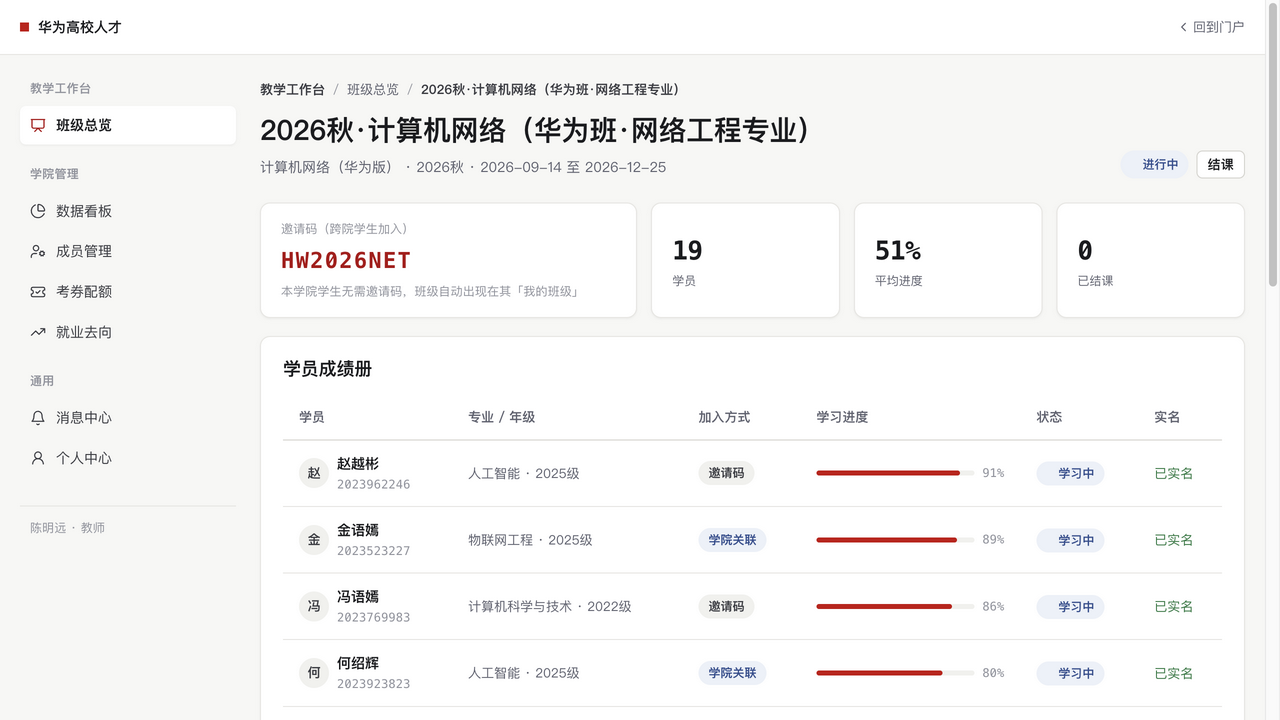 华为高校人才
回到门户
教学工作台
班级总览
学院管理
数据看板
成员管理
考券配额
就业去向
通用
消息中心
个人中心
陈明远 · 教师
教学工作台 / 班级总览 / 2026秋·计算机网络（华为班·网络工程专业）
2026秋·计算机网络（华为班·网络工程专业）
计算机网络（华为版） · 2026秋 · 2026-09-14 至 2026-12-25
进行中
结课
邀请码（跨院学生加入）
HW2026NET
本学院学生无需邀请码，班级自动出现在其「我的班级」
19
学员
51%
平均进度
0
已结课
学员成绩册
学员 专业 / 年级 加入方式 学习进度 状态 实名
赵 赵越彬 2023962246 人工智能 · 2025级 邀请码 91% 学习中 已实名
金 金语嫣 2023523227 物联网工程 · 2025级 学院关联 89% 学习中 已实名
冯 冯语嫣 2023769983 计算机科学与技术 · 2022级 邀请码 86% 学习中 已实名
何 何绍辉 2023923823 人工智能 · 2025级 学院关联 80% 学习中 已实名